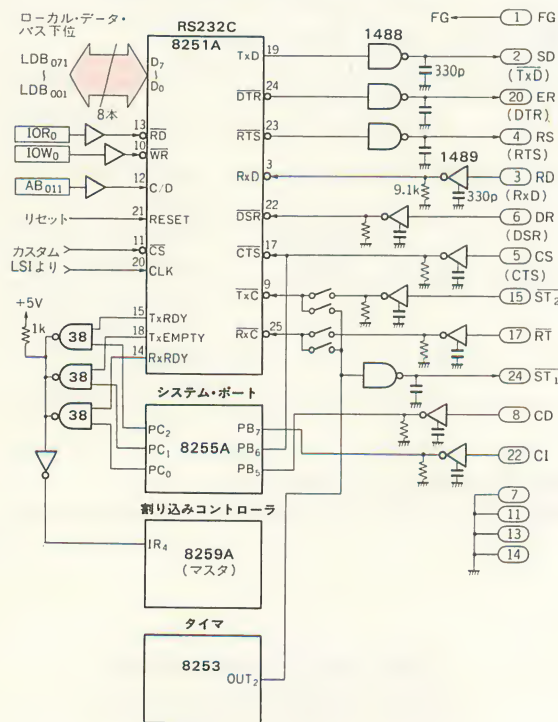 FG 1 FG
ローカル・データ・
バス下位
RS232C
8251A
1488
LDB071
〜
LDB001
8本
D7
〜
D0
TxD 19
2 SD
(TxD)
330p
DTR 24
20 ER
(DTR)
RTS 23
4 RS
(RTS)
1489
IOR0
13 RD
IOW0
10 WR
AB011
12 C/D
RxD 3
9.1k
330p
3 RD
(RxD)
リセット
21 RESET
DSR 22
6 DR
(DSR)
カスタム
LSIより
11 CS
20 CLK
CTS 17
5 CS
(CTS)
TxC 9
15 ST2
+5V
1k
38
15 TxRDY
18 TxEMPTY
14 RxRDY
RxC 25
17 RT
38
38
24 ST1
システム・ポート
8255A
PC2
PC1
PC0
PB7
PB6
PB5
8 CD
22 CI
割り込みコントローラ
IR4
8259A
(マスタ)
7
11
13
14
タイマ
8253
OUT2